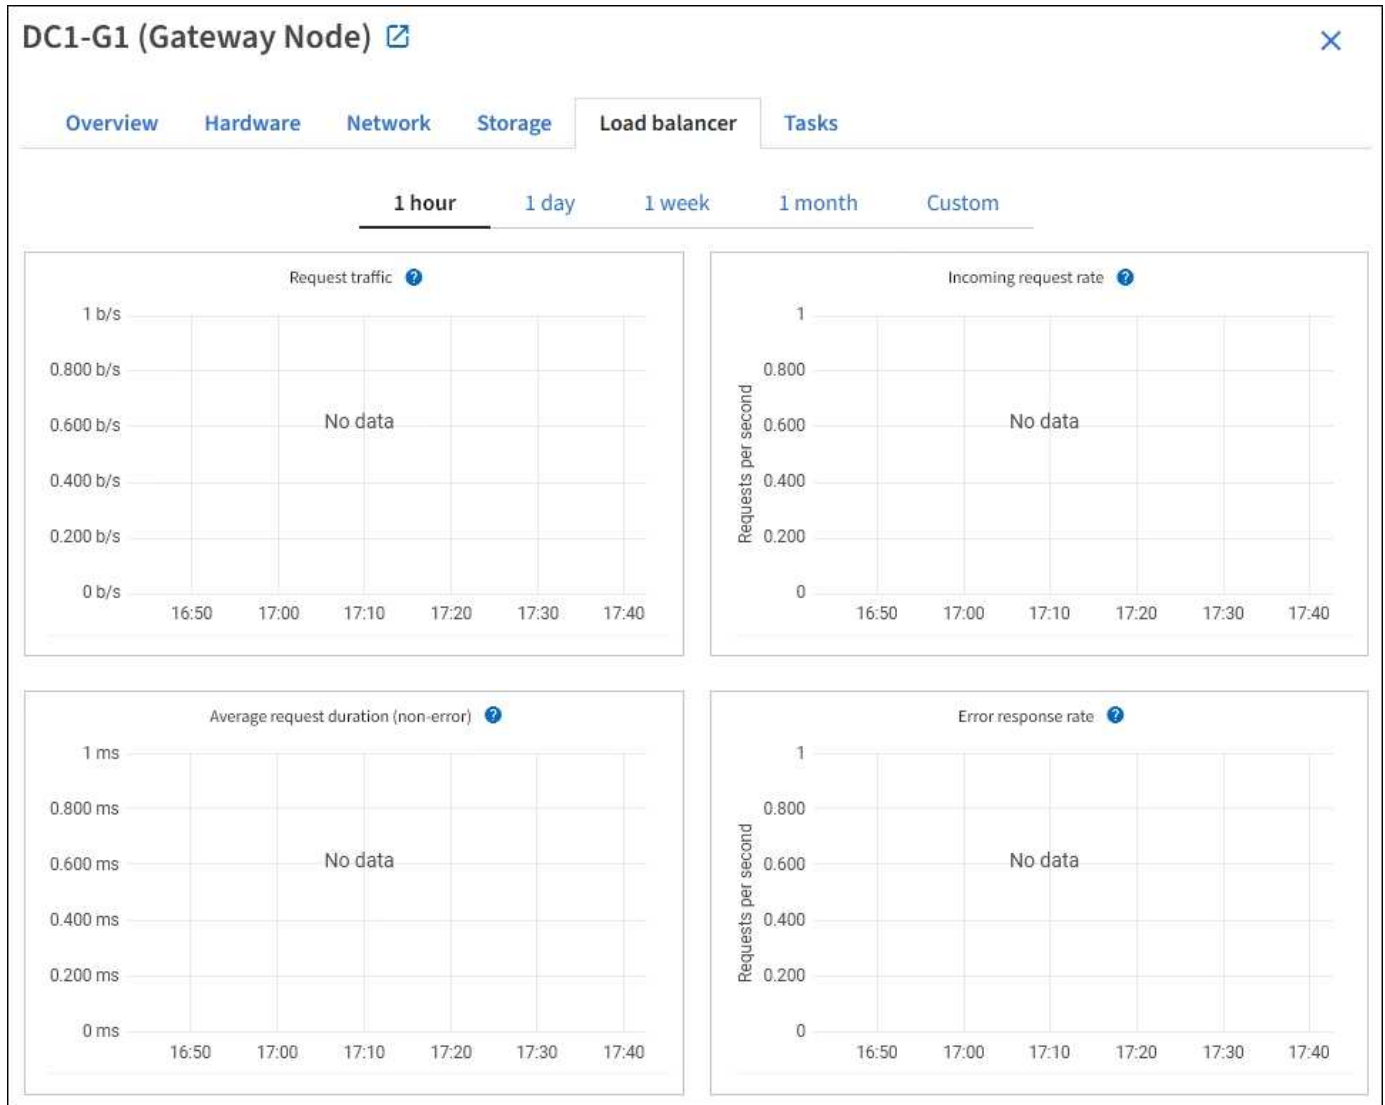 DC1-G1 (Gateway Node)
Overview Hardware Network Storage Load balancer Tasks
1 hour 1 day 1 week 1 month Custom
Request traffic
1 b/s
0.800 b/s
0.600 b/s
0.400 b/s
0.200 b/s
0 b/s
No data
16:50 17:00 17:10 17:20 17:30 17:40
Incoming request rate
Requests per second
1
0.800
0.600
0.400
0.200
0
No data
16:50 17:00 17:10 17:20 17:30 17:40
Average request duration (non-error)
1 ms
0.800 ms
0.600 ms
0.400 ms
0.200 ms
0 ms
No data
16:50 17:00 17:10 17:20 17:30 17:40
Error response rate
Requests per second
1
0.800
0.600
0.400
0.200
0
No data
16:50 17:00 17:10 17:20 17:30 17:40